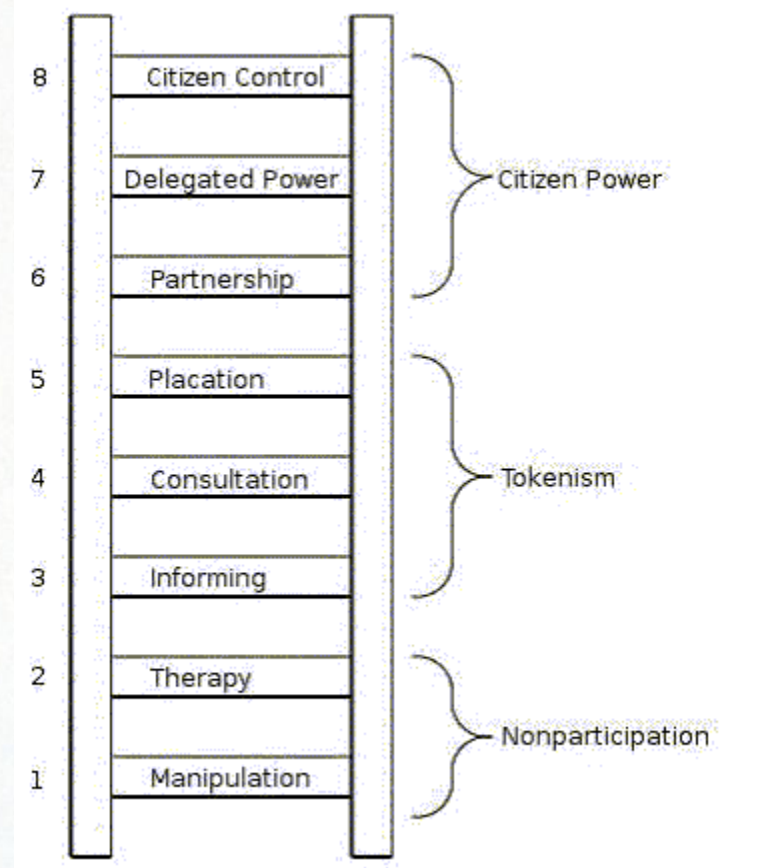 8 Citizen Control
7 Delegated Power
Citizen Power
6 Partnership
5 Placation
4 Consultation
Tokenism
3 Informing
2 Therapy
Nonparticipation
1 Manipulation